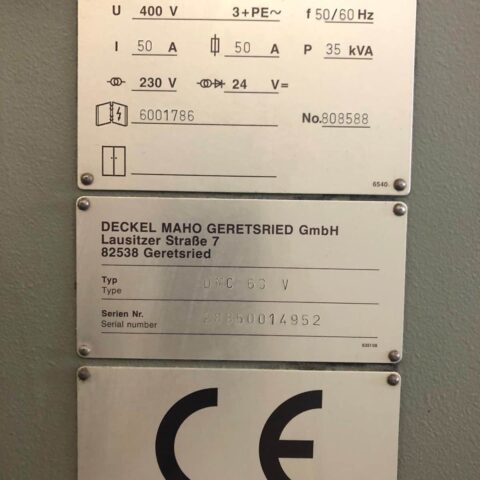 U 400 V 3+PE~ f 50/60 Hz
I 50 A 50 A P 35 kVA
230 V 24 V=
6001786 No. 808588
6540
DECKEL MAHO GERETSRIED GmbH
Lausitzer Straße 7
82538 Geretsried
Typ
Type V
Serien Nr.
Serial number
CE